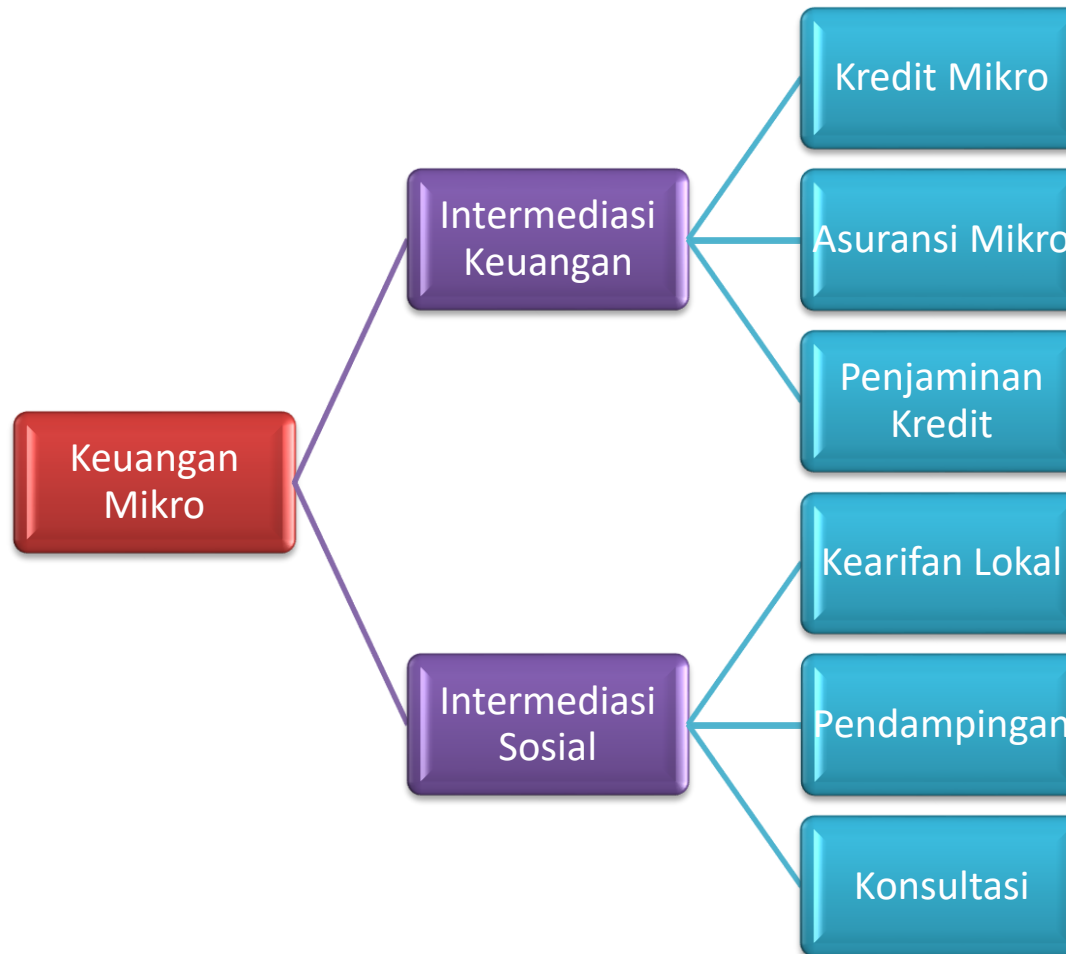 Keuangan
Mikro
Intermediasi
Keuangan
Kredit Mikro
Asuransi Mikro
Penjaminan
Kredit
Intermediasi
Sosial
Kearifan Lokal
Pendampingan
Konsultasi